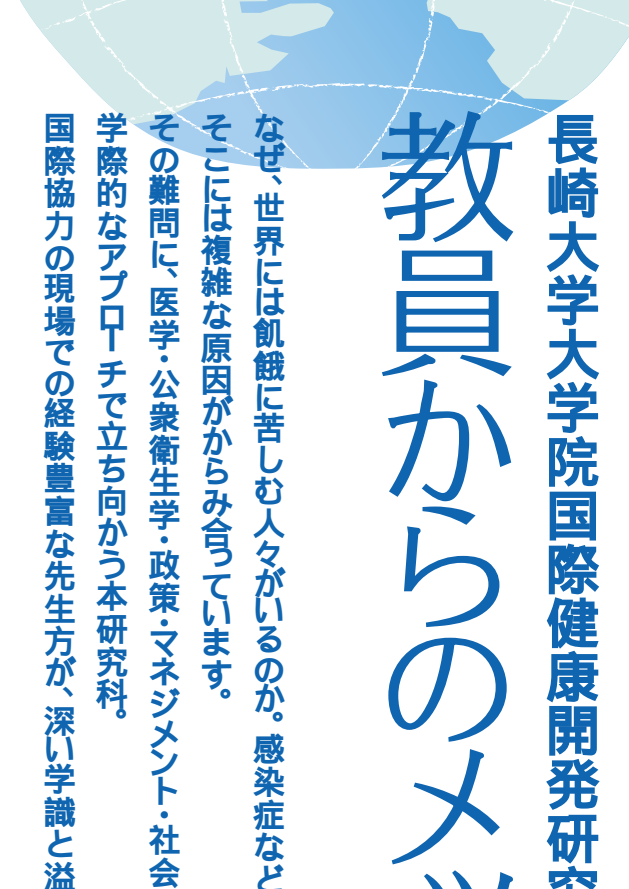 長崎大学大学院国際健康開発研究
教員からのメッ
なぜ、世界には飢餓に苦しむ人々がいるのか。感染症など
そこには複雑な原因がからみ合っています。
その難問に、医学・公衆衛生学・政策・マネジメント・社会
学際的なアプローチで立ち向かう本研究科。
国際協力の現場での経験豊富な先生方が、深い学識と溢